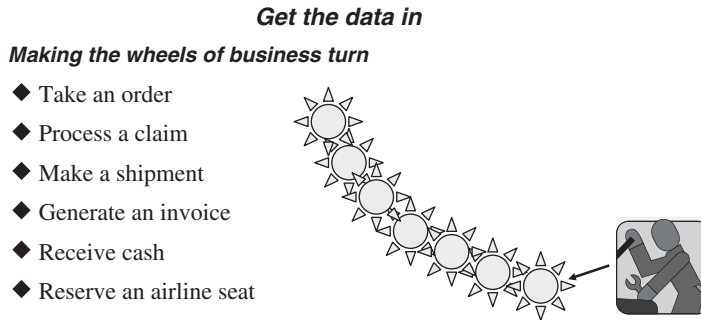 Get the data in
Making the wheels of business turn
◆ Take an order
◆ Process a claim
◆ Make a shipment
◆ Generate an invoice
◆ Receive cash
◆ Reserve an airline seat